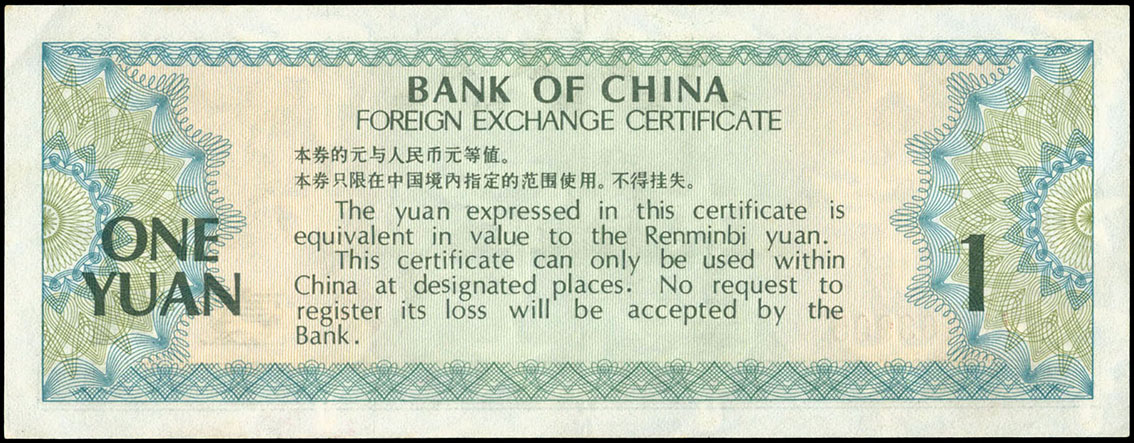 BANK OF CHINA
FOREIGN EXCHANGE CERTIFICATE
本券的元与人民币元等值。
本券只限在中国境内指定的范围使用。不得挂失。
The yuan expressed in this certificate is
equivalent in value to the Renminbi yuan.
This certificate can only be used within
China at designated places. No request to
register its loss will be accepted by the
Bank.
ONE
YUAN
1